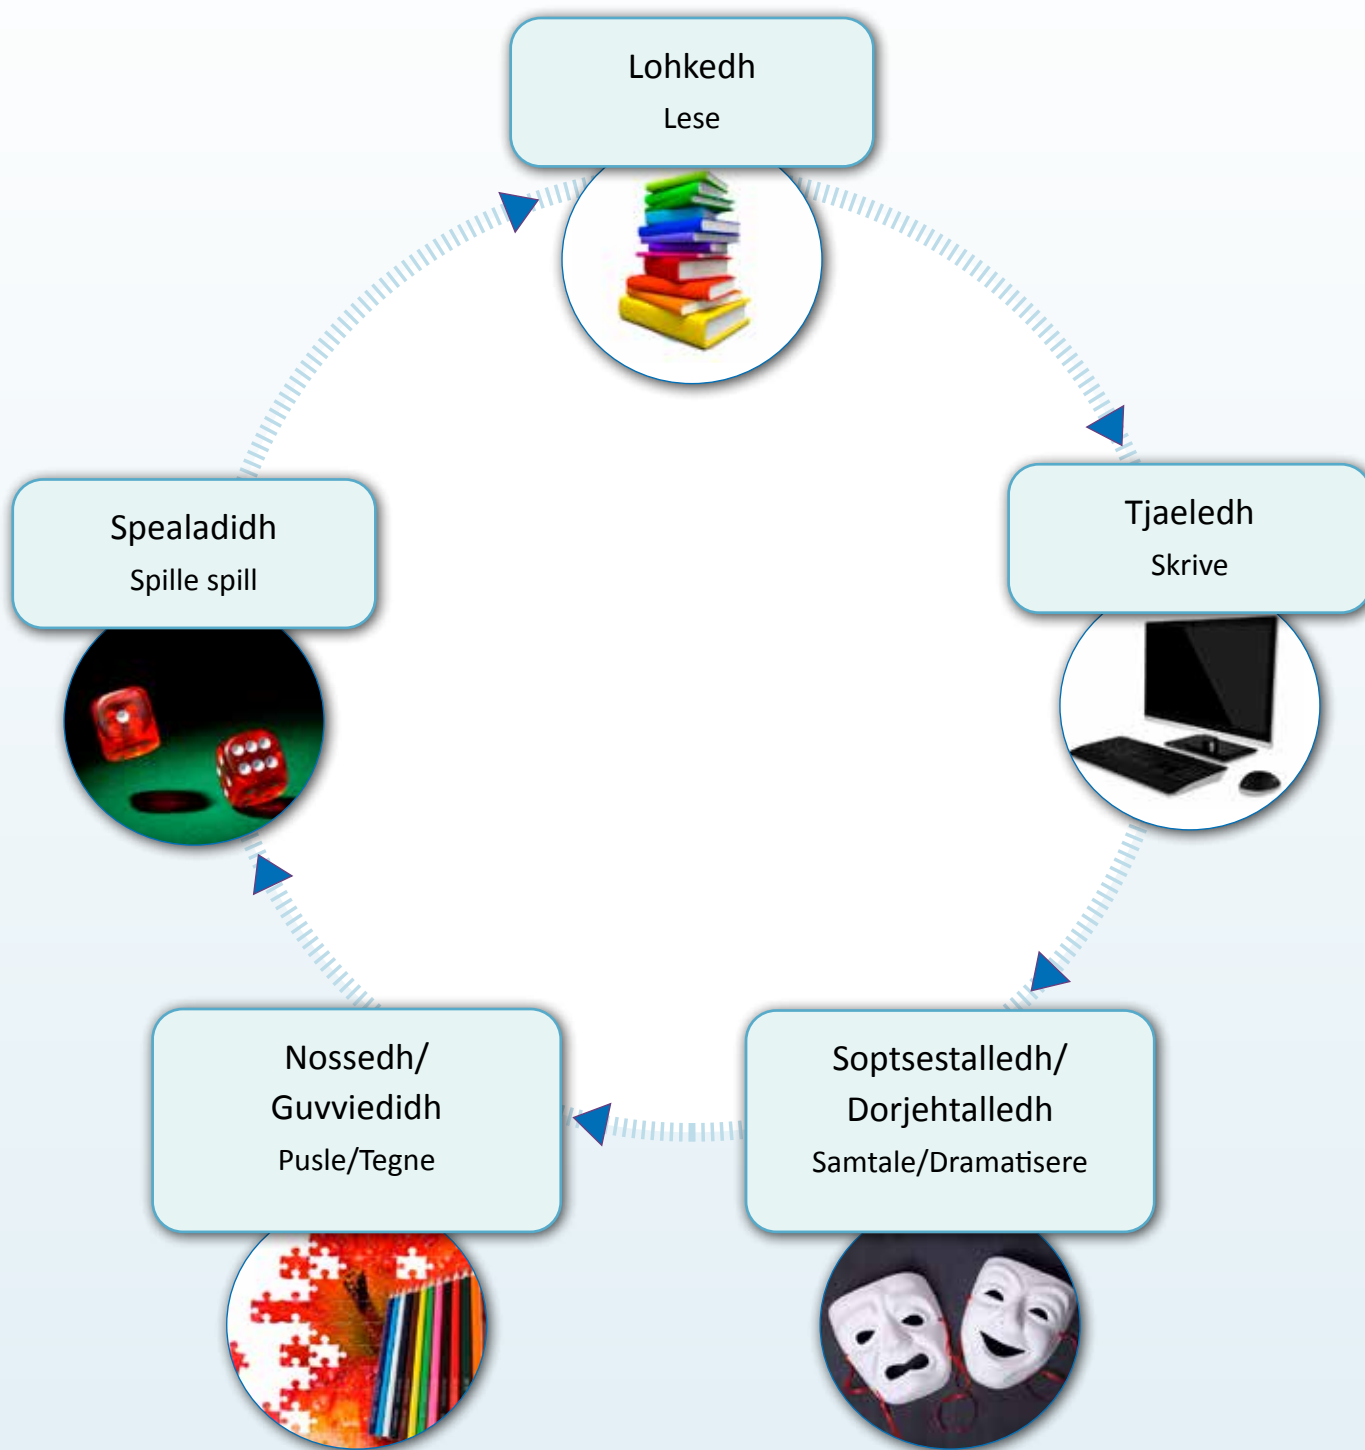 Lohkedh
Lese
Tjaeledh
Skrive
Soptsestalledh/
Dorjehtalledh
Samtale/Dramatisere
Nossedh/
Guvviedidh
Pusle/Tegne
Spealadidh
Spille spill